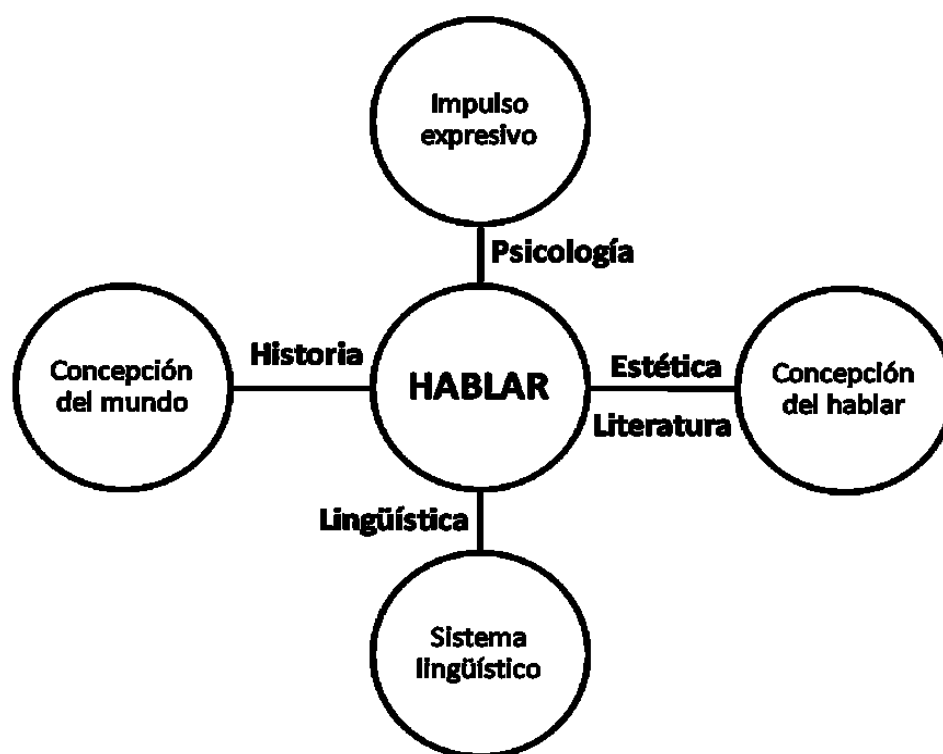 Impulso
expresivo
Psicología
Historia
Estética
Concepción
del mundo
HABLAR
Concepción
del hablar
Literatura
Lingüística
Sistema
lingüístico